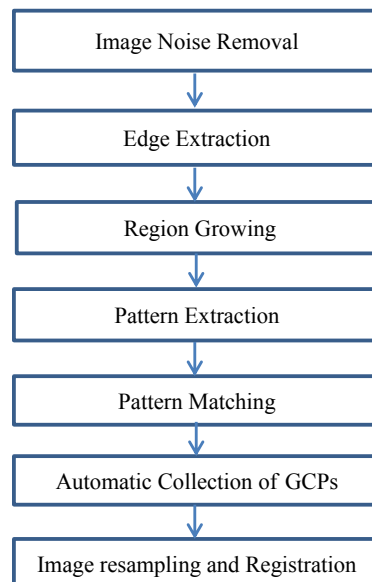 Image Noise Removal
Edge Extraction
Region Growing
Pattern Extraction
Pattern Matching
Automatic Collection of GCPs
Image resampling and Registration